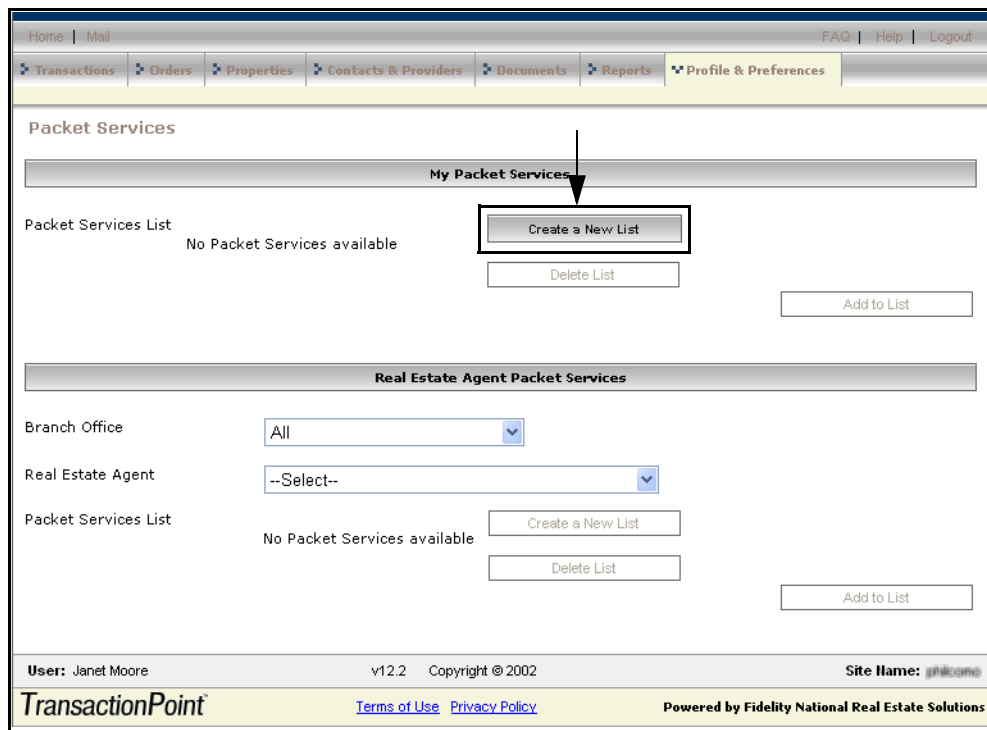 Home | Mail FAQ | Help | Logout
Transactions Orders Properties Contacts & Providers Documents Reports Profile & Preferences
Packet Services
My Packet Services
Packet Services List
Create a New List
No Packet Services available
Delete List
Add to List
Real Estate Agent Packet Services
Branch Office All
Real Estate Agent --Select--
Packet Services List
Create a New List
No Packet Services available
Delete List
Add to List
User: Janet Moore v12.2 Copyright © 2002 Site Name:
TransactionPoint Terms of Use Privacy Policy Powered by Fidelity National Real Estate Solutions